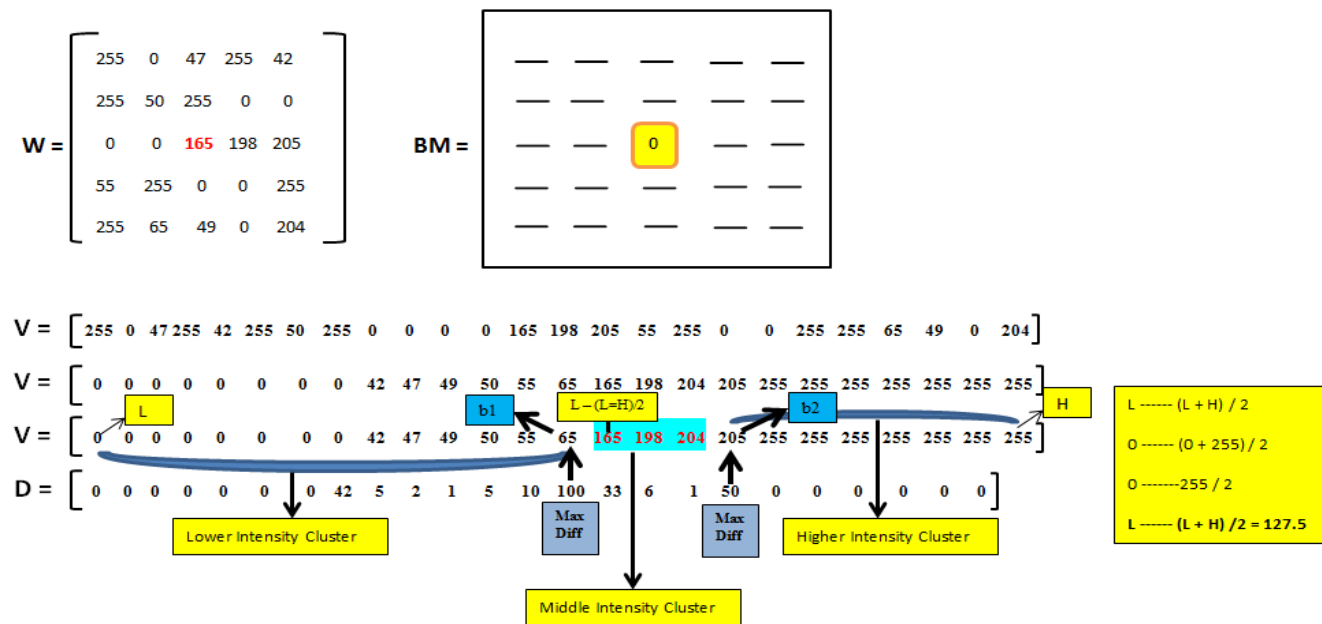 255 0 47 255 42
255 50 255 0 0
W = 0 0 165 198 205
55 255 0 0 255
255 65 49 0 204
BM = 0
V = 255 0 47 255 42 255 50 255 0 0 0 0 165 198 205 55 255 0 0 255 255 65 49 0 204
V = 0 0 0 0 0 0 0 0 42 47 49 50 55 65 165 198 204 205 255 255 255 255 255 255 255
L b1 L – (L=H)/2 b2 H
V = 0 0 0 0 0 0 0 0 42 47 49 50 55 65 165 198 204 205 255 255 255 255 255 255 255
D = 0 0 0 0 0 0 0 42 5 2 1 5 10 100 33 6 1 50 0 0 0 0 0 0
Max Diff
Max Diff
Lower Intensity Cluster
Higher Intensity Cluster
Middle Intensity Cluster
L ------ (L + H) / 2
0 ------ (0 + 255) / 2
0 -------255 / 2
L ------ (L + H) /2 = 127.5